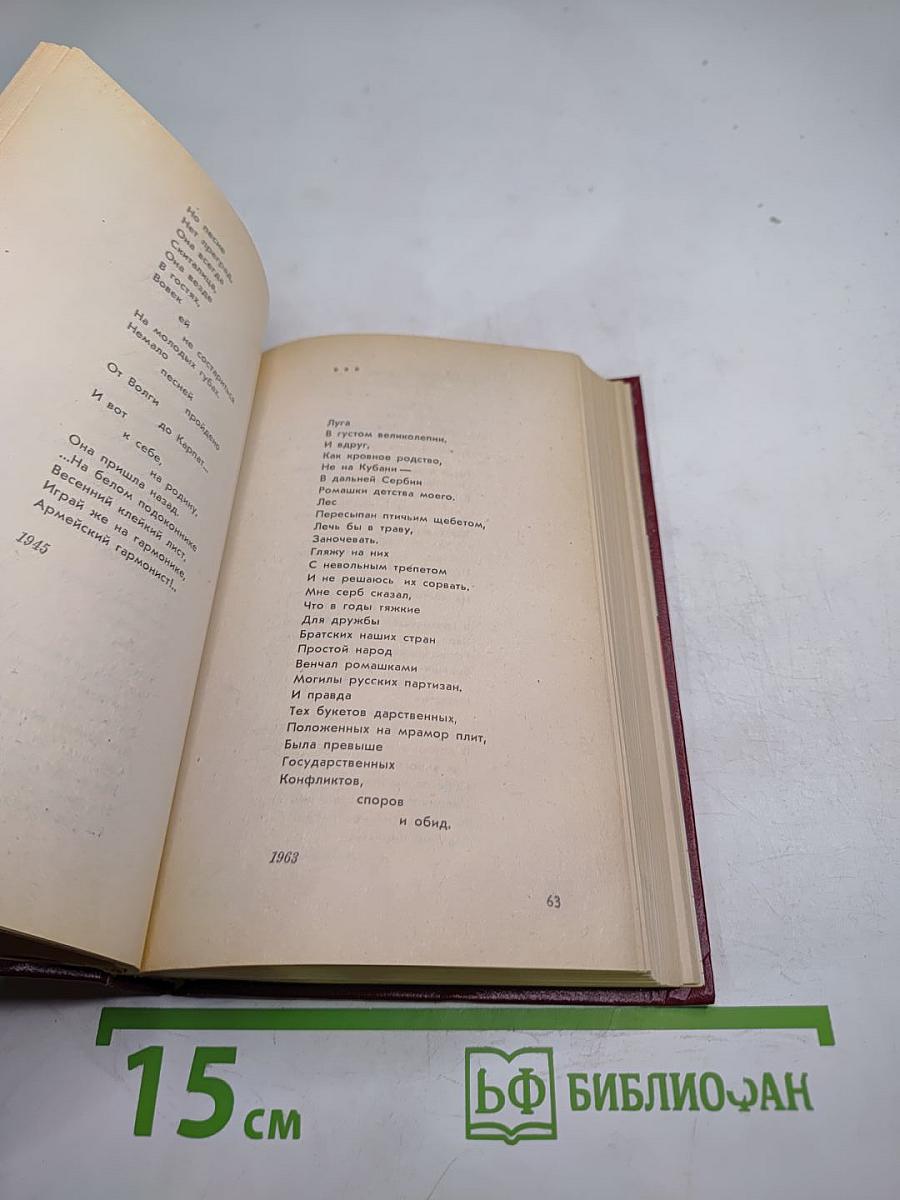 Но песне
Нет преград,
Она всегда
Скиталица,
Она везде
В гостях,
Вовек
ей
не состариться
На молодых губах.
Немало
песней
пройдено
От Волги
до Карпат...
И вот
к себе,
на родину,
Она пришла назад.
...На белом подоконнике
Весенний клейкий лист,
Играй же на гармонике,
Армейский гармонист!..
1945
* * *
Луга
В густом великолепии,
И вдруг,
Как кровное родство,
Не на Кубани —
В дальней Сербии
Ромашки детства моего.
Лес
Пересыпан птичьим щебетом,
Лечь бы в траву,
Заночевать.
Гляжу на них
С невольным трепетом
И не решаюсь их сорвать.
Мне серб сказал,
Что в годы тяжкие
Для дружбы
Братских наших стран
Простой народ
Венчал ромашками
Могилы русских партизан.
И правда
Тех букетов дарственных,
Положенных на мрамор плит,
Была превыше
Государственных
Конфликтов,
споров
и обид.
1963
63
15 см
БФ БИБЛИОФАН